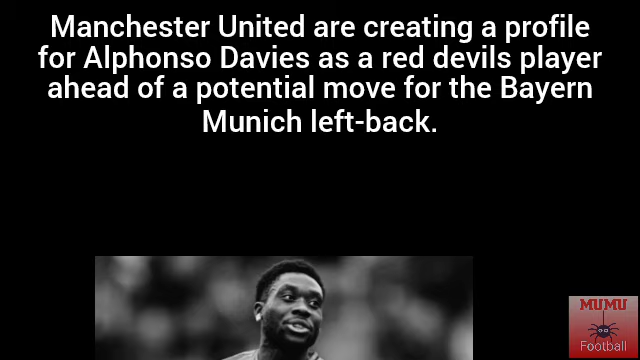 Manchester United are creating a profile
for Alphonso Davies as a red devils player
ahead of a potential move for the Bayern
Munich left-back.
MUMU
Football